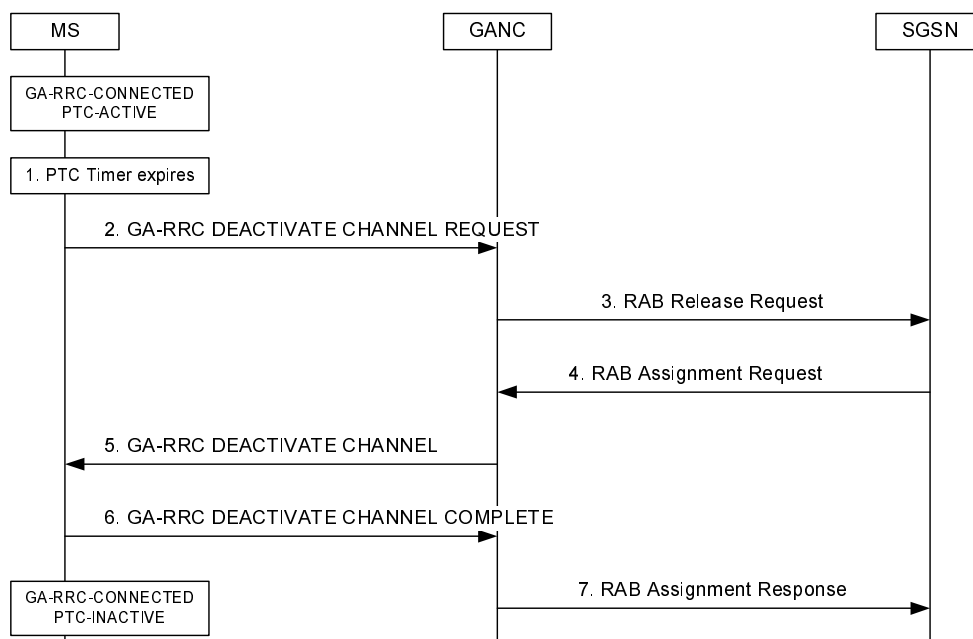 MS
GANC
SGSN
GA-RRC-CONNECTED
PTC-ACTIVE
1. PTC Timer expires
2. GA-RRC DEACTIVATE CHANNEL REQUEST
3. RAB Release Request
4. RAB Assignment Request
5. GA-RRC DEACTIVATE CHANNEL
6. GA-RRC DEACTIVATE CHANNEL COMPLETE
GA-RRC-CONNECTED
PTC-INACTIVE
7. RAB Assignment Response